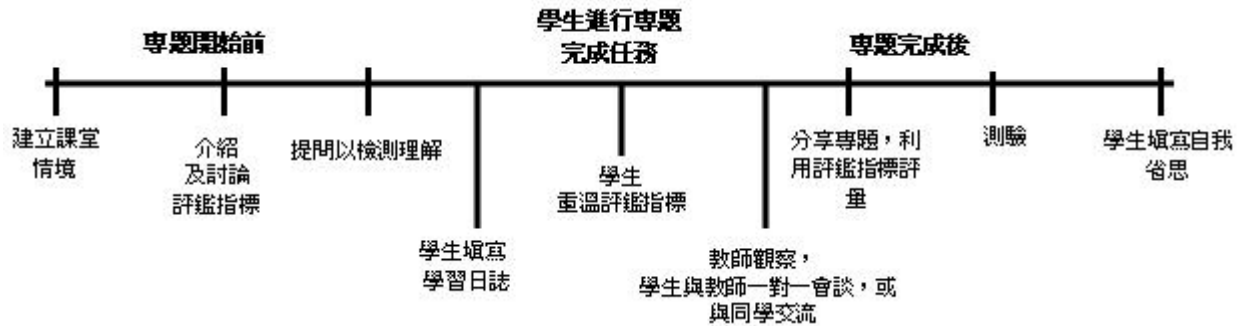 專題開始前
學生進行專題
完成任務
專題完成後
建立課堂
情境
介紹
及討論
評鑑指標
提問以檢測理解
學生填寫
學習日誌
學生
重溫評鑑指標
教師觀察，
學生與教師一對一會談，或
與同學交流
分享專題，利
用評鑑指標評
量
測驗
學生填寫自我
省思